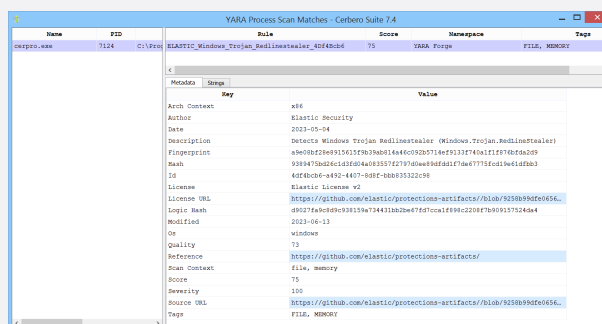 YARA Process Scan Matches - Cerbero Suite 7.4
Name PID
cerpro.exe 7124 C:\Proc
Rule Score Namespace Tags
ELASTIC_Windows_Trojan_Redlinestealer_4Df4Bcb6 75 YARA Forge FILE, MEMORY
Metadata Strings
Key Value
Arch Context x86
Author Elastic Security
Date 2023-05-04
Description Detects Windows Trojan Redlinestealer (Windows.Trojan.RedLineStealer)
Fingerprint
Hash
Id 4df4bcb6-a492-4407-8d8f-bbb835322c98
License Elastic License v2
License URL https://github.com/elastic/protections-artifacts//blob/9258b99dfe0656…
Logic Hash
Modified 2023-06-13
Os windows
Quality 73
Reference https://github.com/elastic/protections-artifacts/
Scan Context file, memory
Score 75
Severity 100
Source URL https://github.com/elastic/protections-artifacts//blob/9258b99dfe0656…
Tags FILE, MEMORY